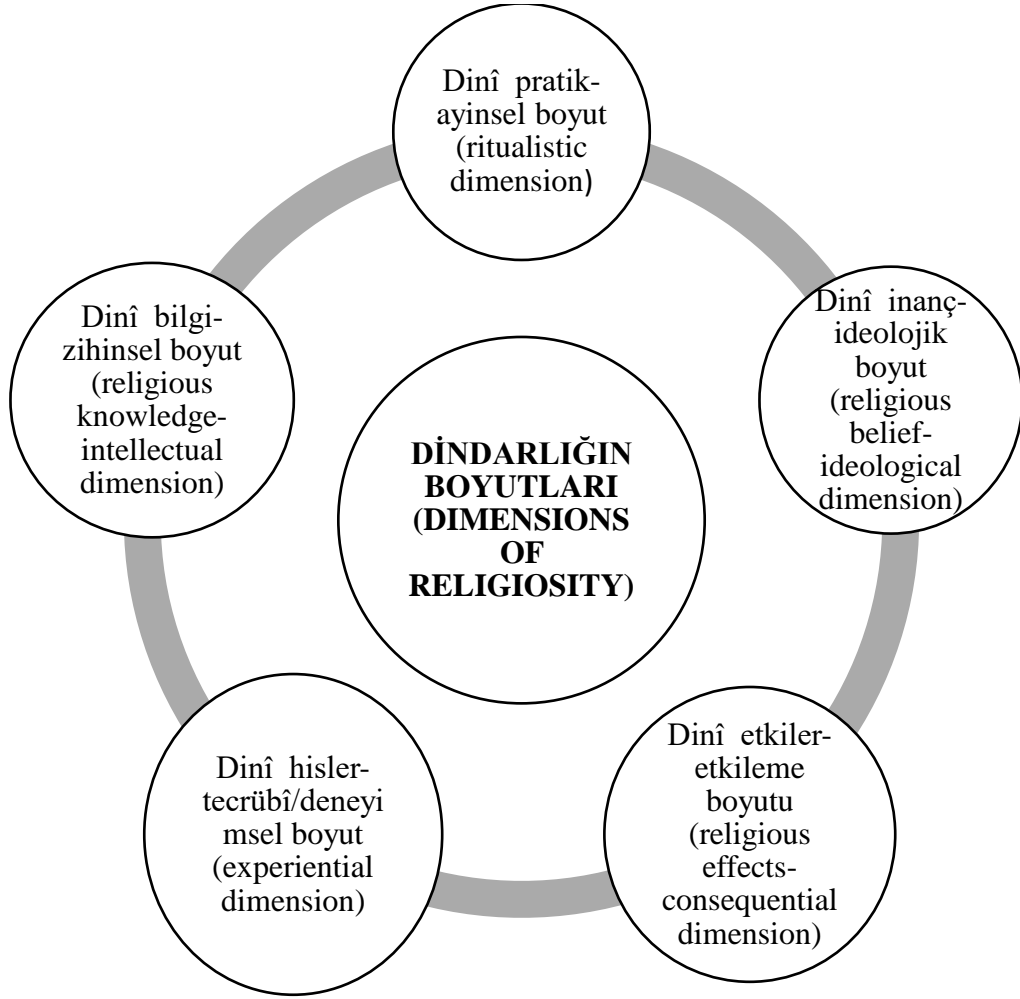 Dinî pratik-
ayinsel boyut
(ritualistic
dimension)
Dinî inanç-
ideolojik
boyut
(religious
belief-
ideological
dimension)
Dinî etkiler-
etkileme
boyutu
(religious
effects-
consequential
dimension)
Dinî hisler-
tecrübî/deneyi
msel boyut
(experiential
dimension)
Dinî bilgi-
zihinsel boyut
(religious
knowledge-
intellectual
dimension)
DİNDARLIĞIN
BOYUTLARI
(DIMENSIONS
OF
RELIGIOSITY)